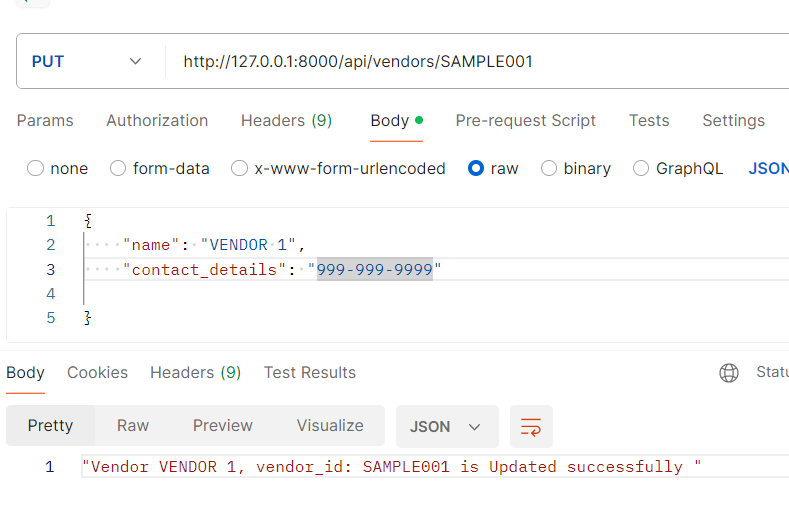 PUT http://127.0.0.1:8000/api/vendors/SAMPLE001
Params Authorization Headers (9) Body Pre-request Script Tests Settings
none form-data x-www-form-urlencoded raw binary GraphQL JSON
1 {
2 "name": "VENDOR 1",
3 "contact_details": "999-999-9999"
4
5 }
Body Cookies Headers (9) Test Results
Pretty Raw Preview Visualize JSON
1 "Vendor VENDOR 1, vendor_id: SAMPLE001 is Updated successfully "